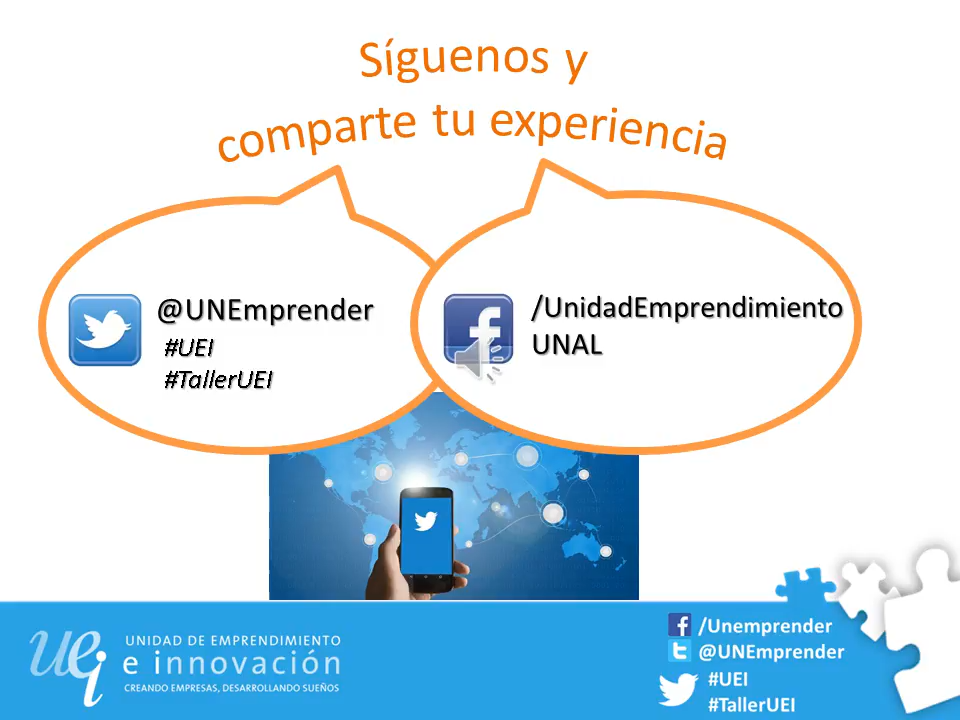 Síguenos y
comparte tu experiencia
@UNEmprender
#UEI
#TallerUEI
/UnidadEmprendimiento
UNAL
uei
UNIDAD DE EMPRENDIMIENTO
e innovación
CREANDO EMPRESAS, DESARROLLANDO SUEÑOS
/Unemprender
@UNEmprender
#UEI
#TallerUEI